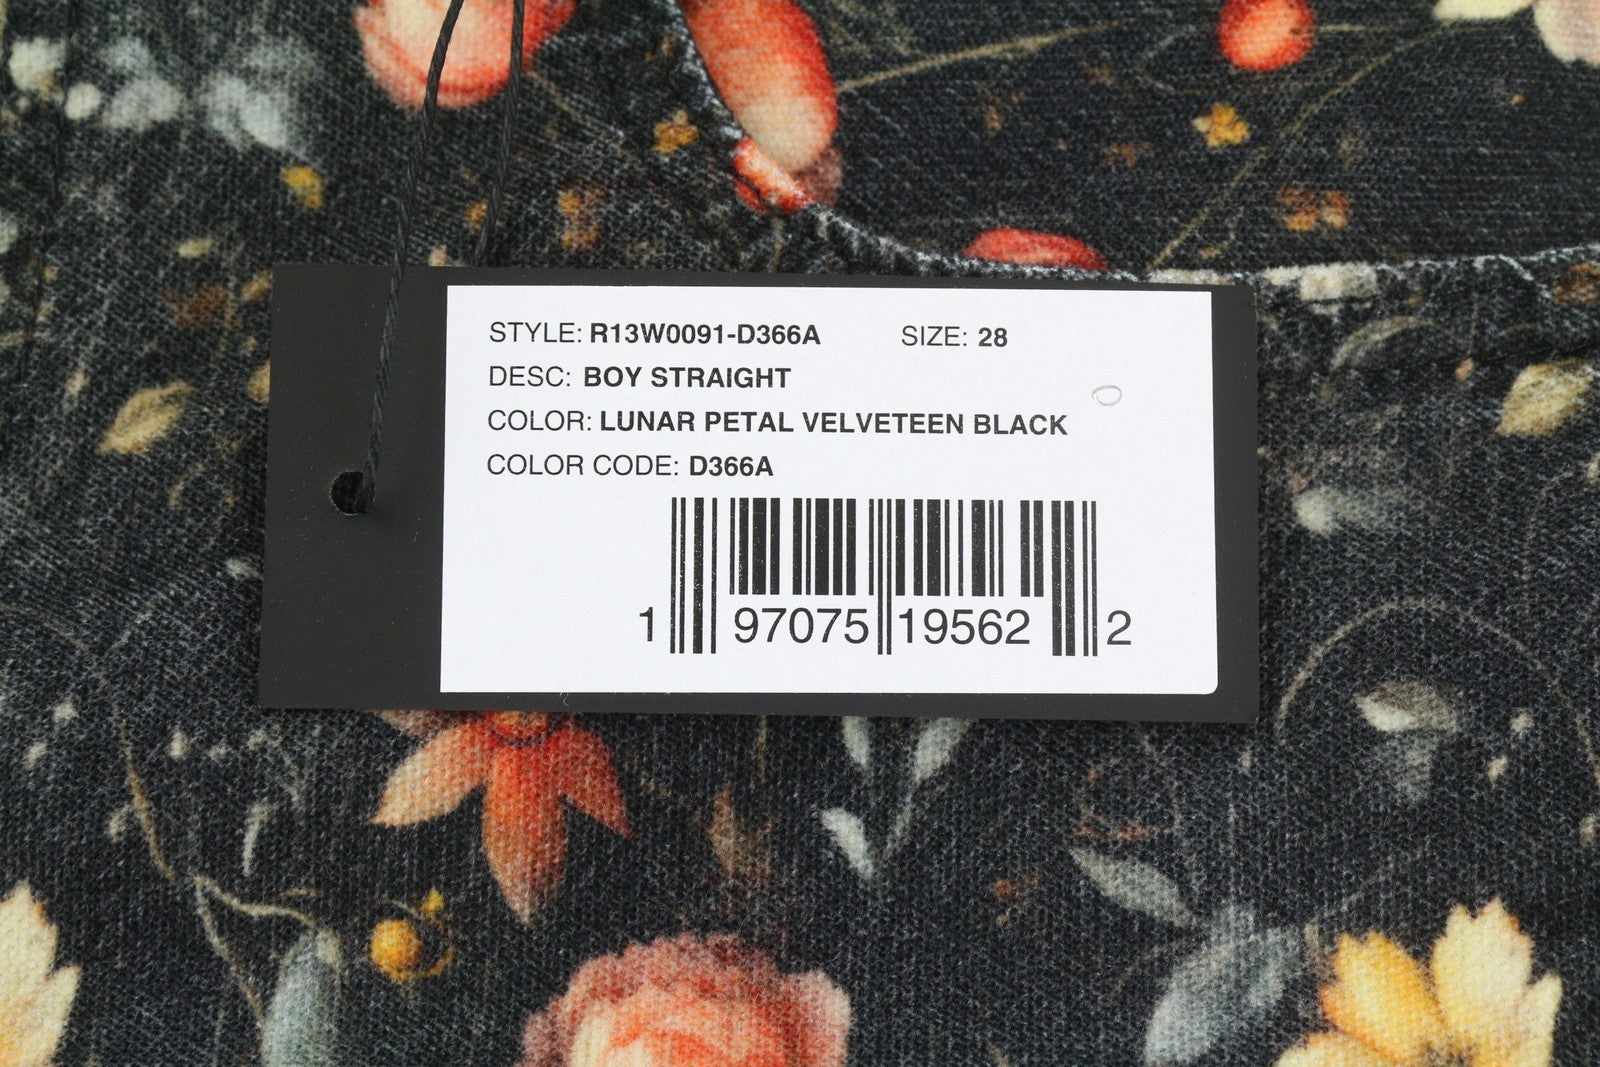 STYLE: R13W0091-D366A SIZE: 28
DESC: BOY STRAIGHT
COLOR: LUNAR PETAL VELVETEEN BLACK
COLOR CODE: D366A
1 97075 19562 2